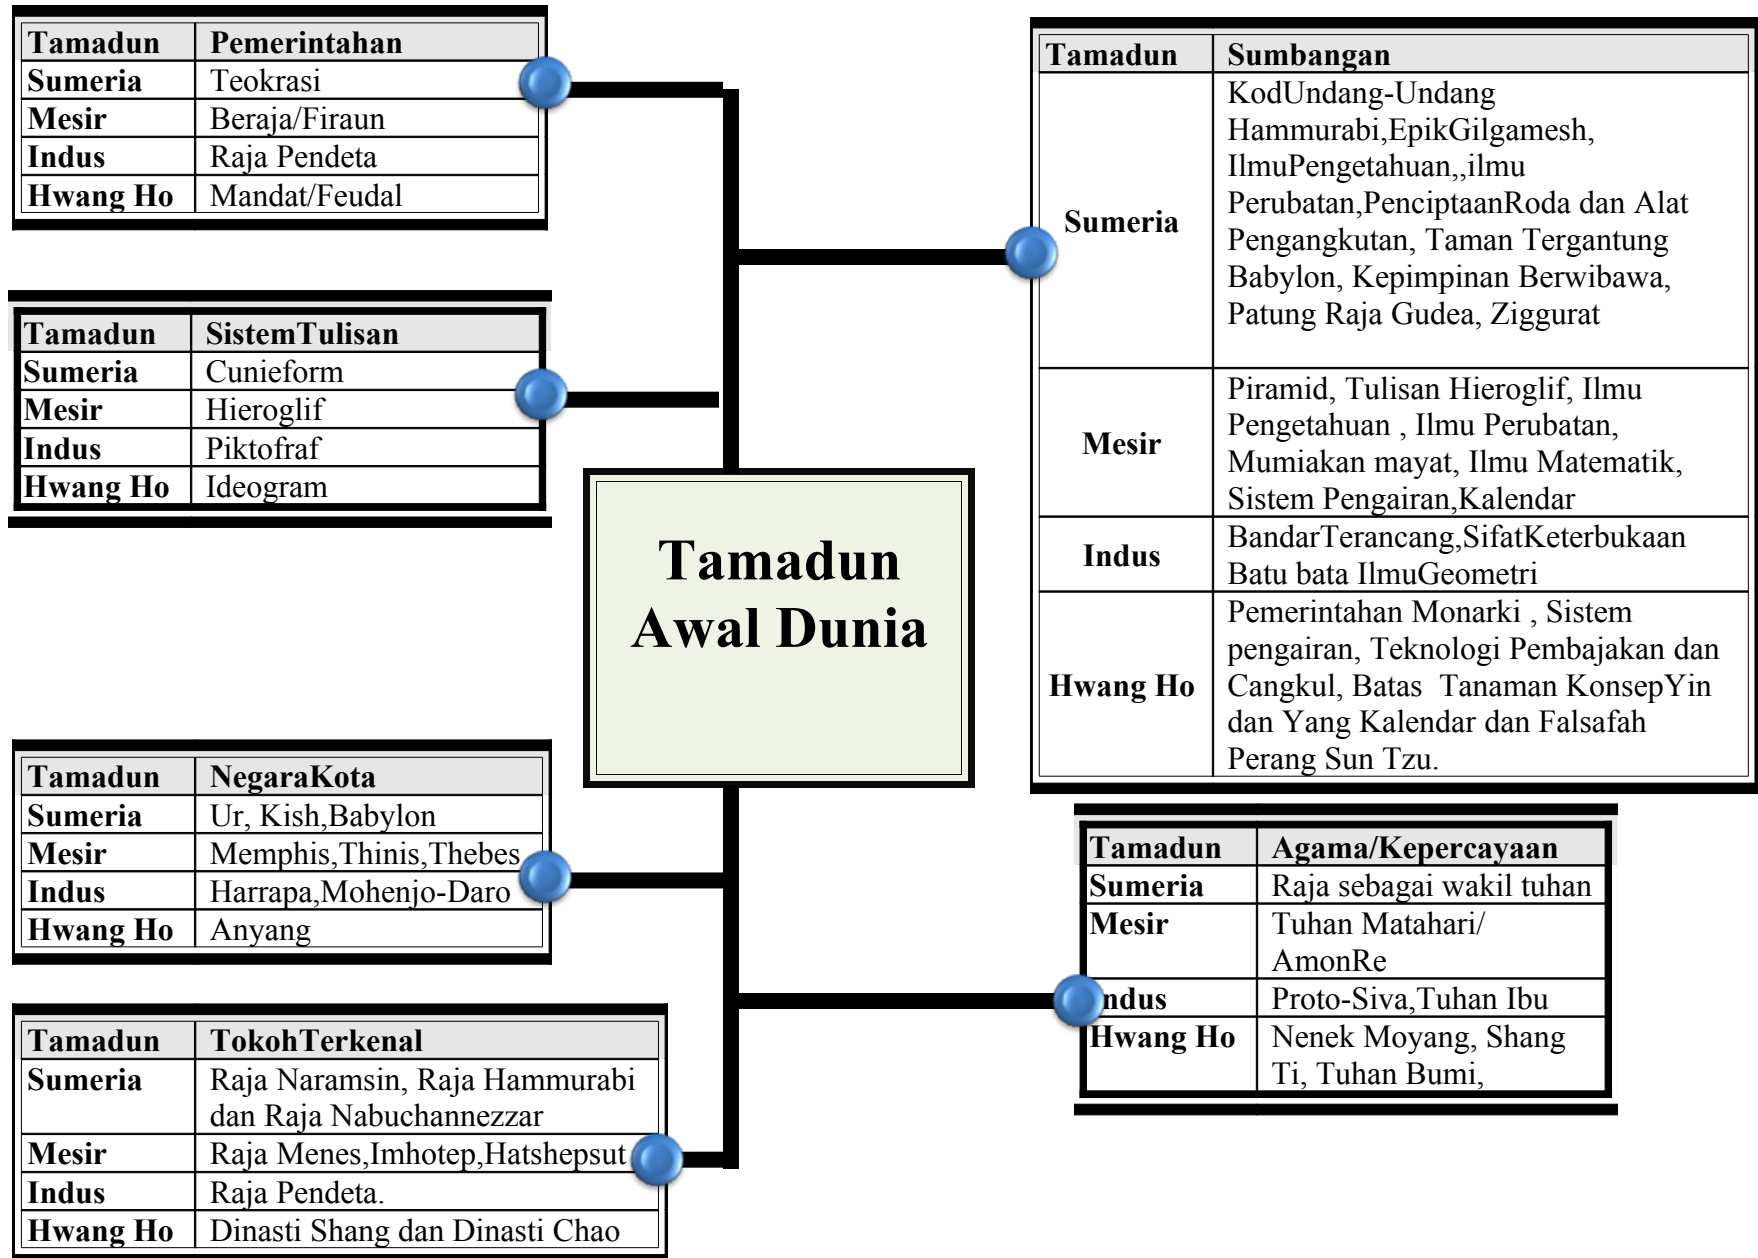 Tamadun Pemerintahan
Sumeria Teokrasi
Mesir Beraja/Firaun
Indus Raja Pendeta
Hwang Ho Mandat/Feudal
Tamadun SistemTulisan
Sumeria Cunieform
Mesir Hieroglif
Indus Piktofraf
Hwang Ho Ideogram
Tamadun
Awal Dunia
Tamadun NegaraKota
Sumeria Ur, Kish,Babylon
Mesir Memphis,Thinis,Thebes
Indus Harrapa,Mohenjo-Daro
Hwang Ho Anyang
Tamadun TokohTerkenal
Sumeria Raja Naramsin, Raja Hammurabi
dan Raja Nabuchannezzar
Mesir Raja Menes,Imhotep,Hatshepsut
Indus Raja Pendeta.
Hwang Ho Dinasti Shang dan Dinasti Chao
Tamadun Sumbangan
Sumeria
KodUndang-Undang
Hammurabi,EpikGilgamesh,
IlmuPengetahuan,,ilmu
Perubatan,PenciptaanRoda dan Alat
Pengangkutan, Taman Tergantung
Babylon, Kepimpinan Berwibawa,
Patung Raja Gudea, Ziggurat
Mesir
Piramid, Tulisan Hieroglif, Ilmu
Pengetahuan , Ilmu Perubatan,
Mumiakan mayat, Ilmu Matematik,
Sistem Pengairan,Kalendar
Indus
BandarTerancang,SifatKeterbukaan
Batu bata IlmuGeometri
Hwang Ho
Pemerintahan Monarki , Sistem
pengairan, Teknologi Pembajakan dan
Cangkul, Batas Tanaman KonsepYin
dan Yang Kalendar dan Falsafah
Perang Sun Tzu.
Tamadun Agama/Kepercayaan
Sumeria Raja sebagai wakil tuhan
Mesir Tuhan Matahari/
AmonRe
ndus Proto-Siva,Tuhan Ibu
Hwang Ho Nenek Moyang, Shang
Ti, Tuhan Bumi,